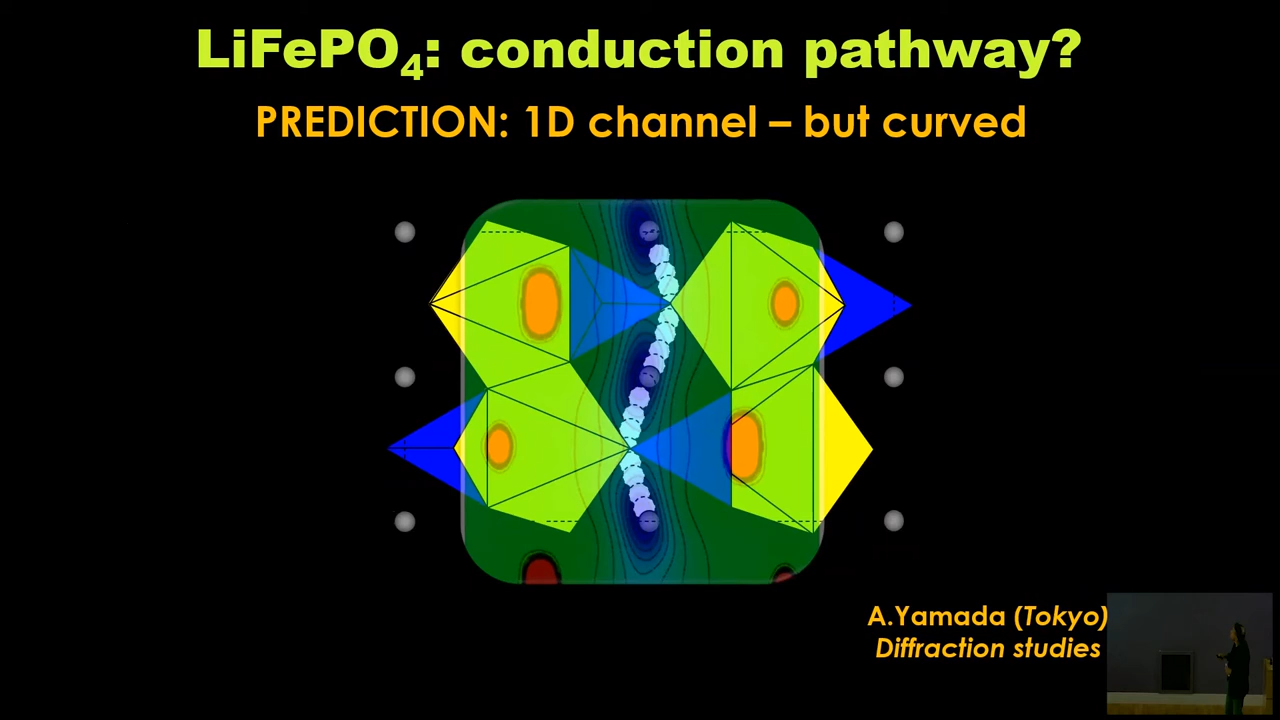 LiFePO₄: conduction pathway?
PREDICTION: 1D channel – but curved
A.Yamada (Tokyo)
Diffraction studies